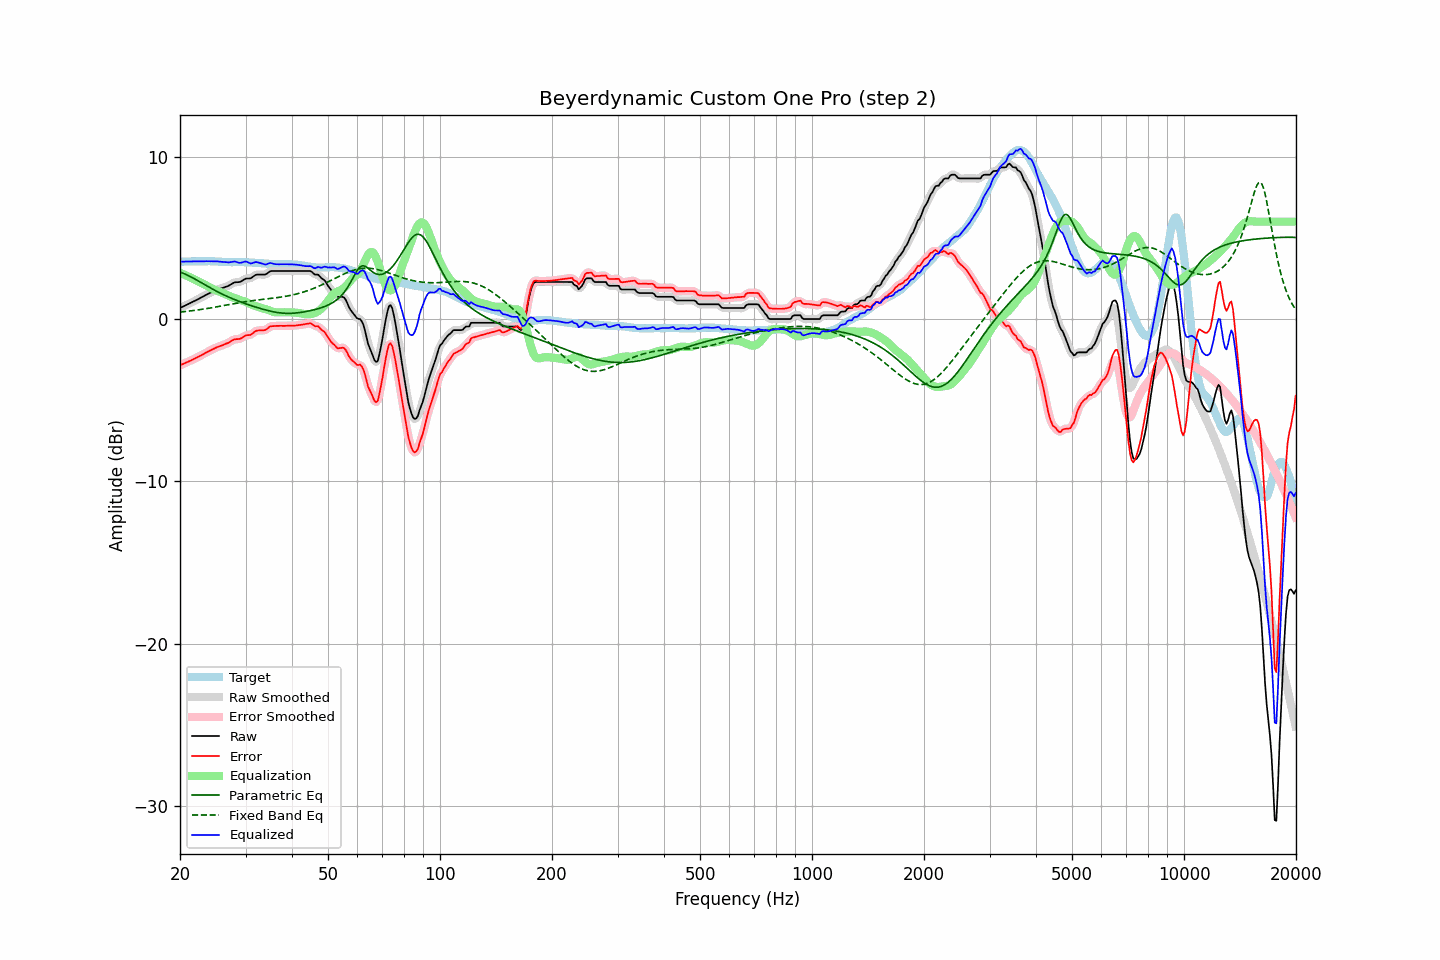 Beyerdynamic Custom One Pro (step 2)
10
0
−10
−20
−30
Amplitude (dBr)
Target
Raw Smoothed
Error Smoothed
Raw
Error
Equalization
Parametric Eq
Fixed Band Eq
Equalized
20
50
100
200
500
1000
2000
5000
10000
20000
Frequency (Hz)